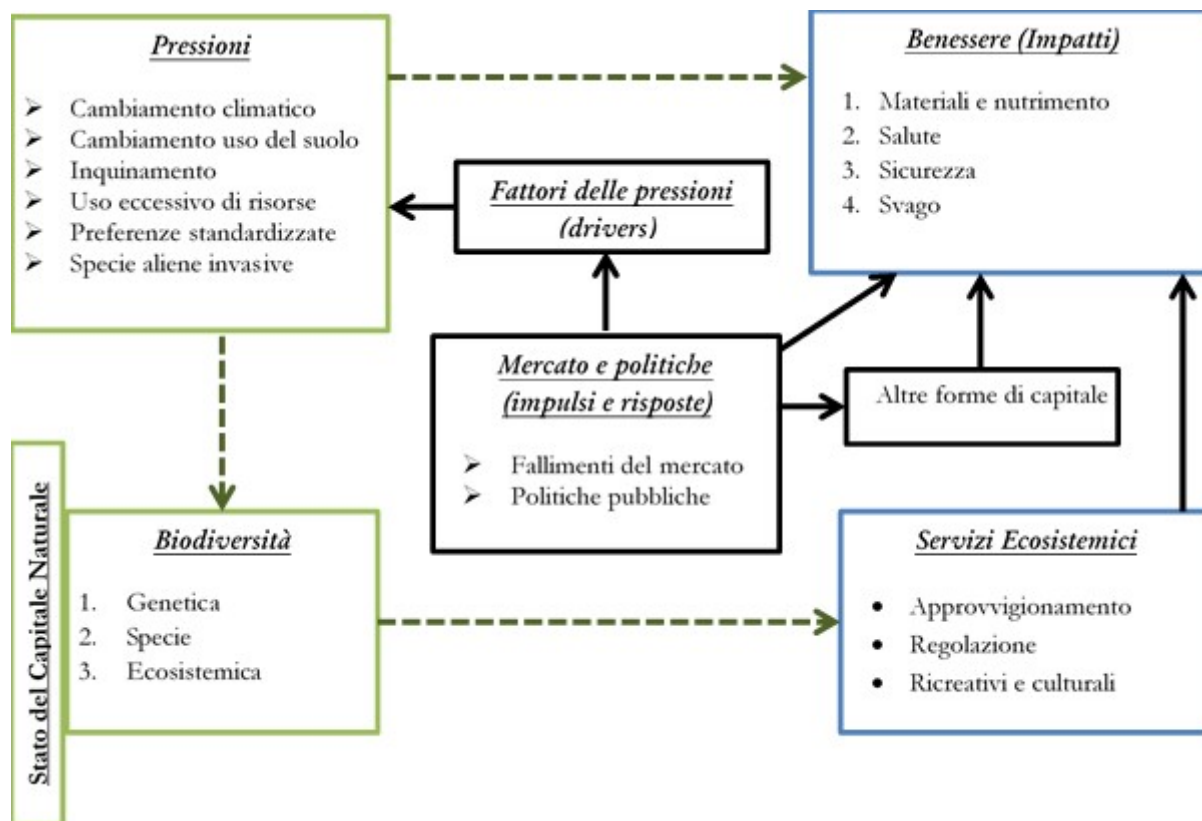 Pressioni
➢ Cambiamento climatico
➢ Cambiamento uso del suolo
➢ Inquinamento
➢ Uso eccessivo di risorse
➢ Preferenze standardizzate
➢ Specie aliene invasive
Benessere (Impatti)
1. Materiali e nutrimento
2. Salute
3. Sicurezza
4. Svago
Fattori delle pressioni
(drivers)
Mercato e politiche
(impulsi e risposte)
➢ Fallimenti del mercato
➢ Politiche pubbliche
Altre forme di capitale
Stato del Capitale Naturale
Biodiversità
1. Genetica
2. Specie
3. Ecosistemica
Servizi Ecosistemici
• Approvvigionamento
• Regolazione
• Ricreativi e culturali